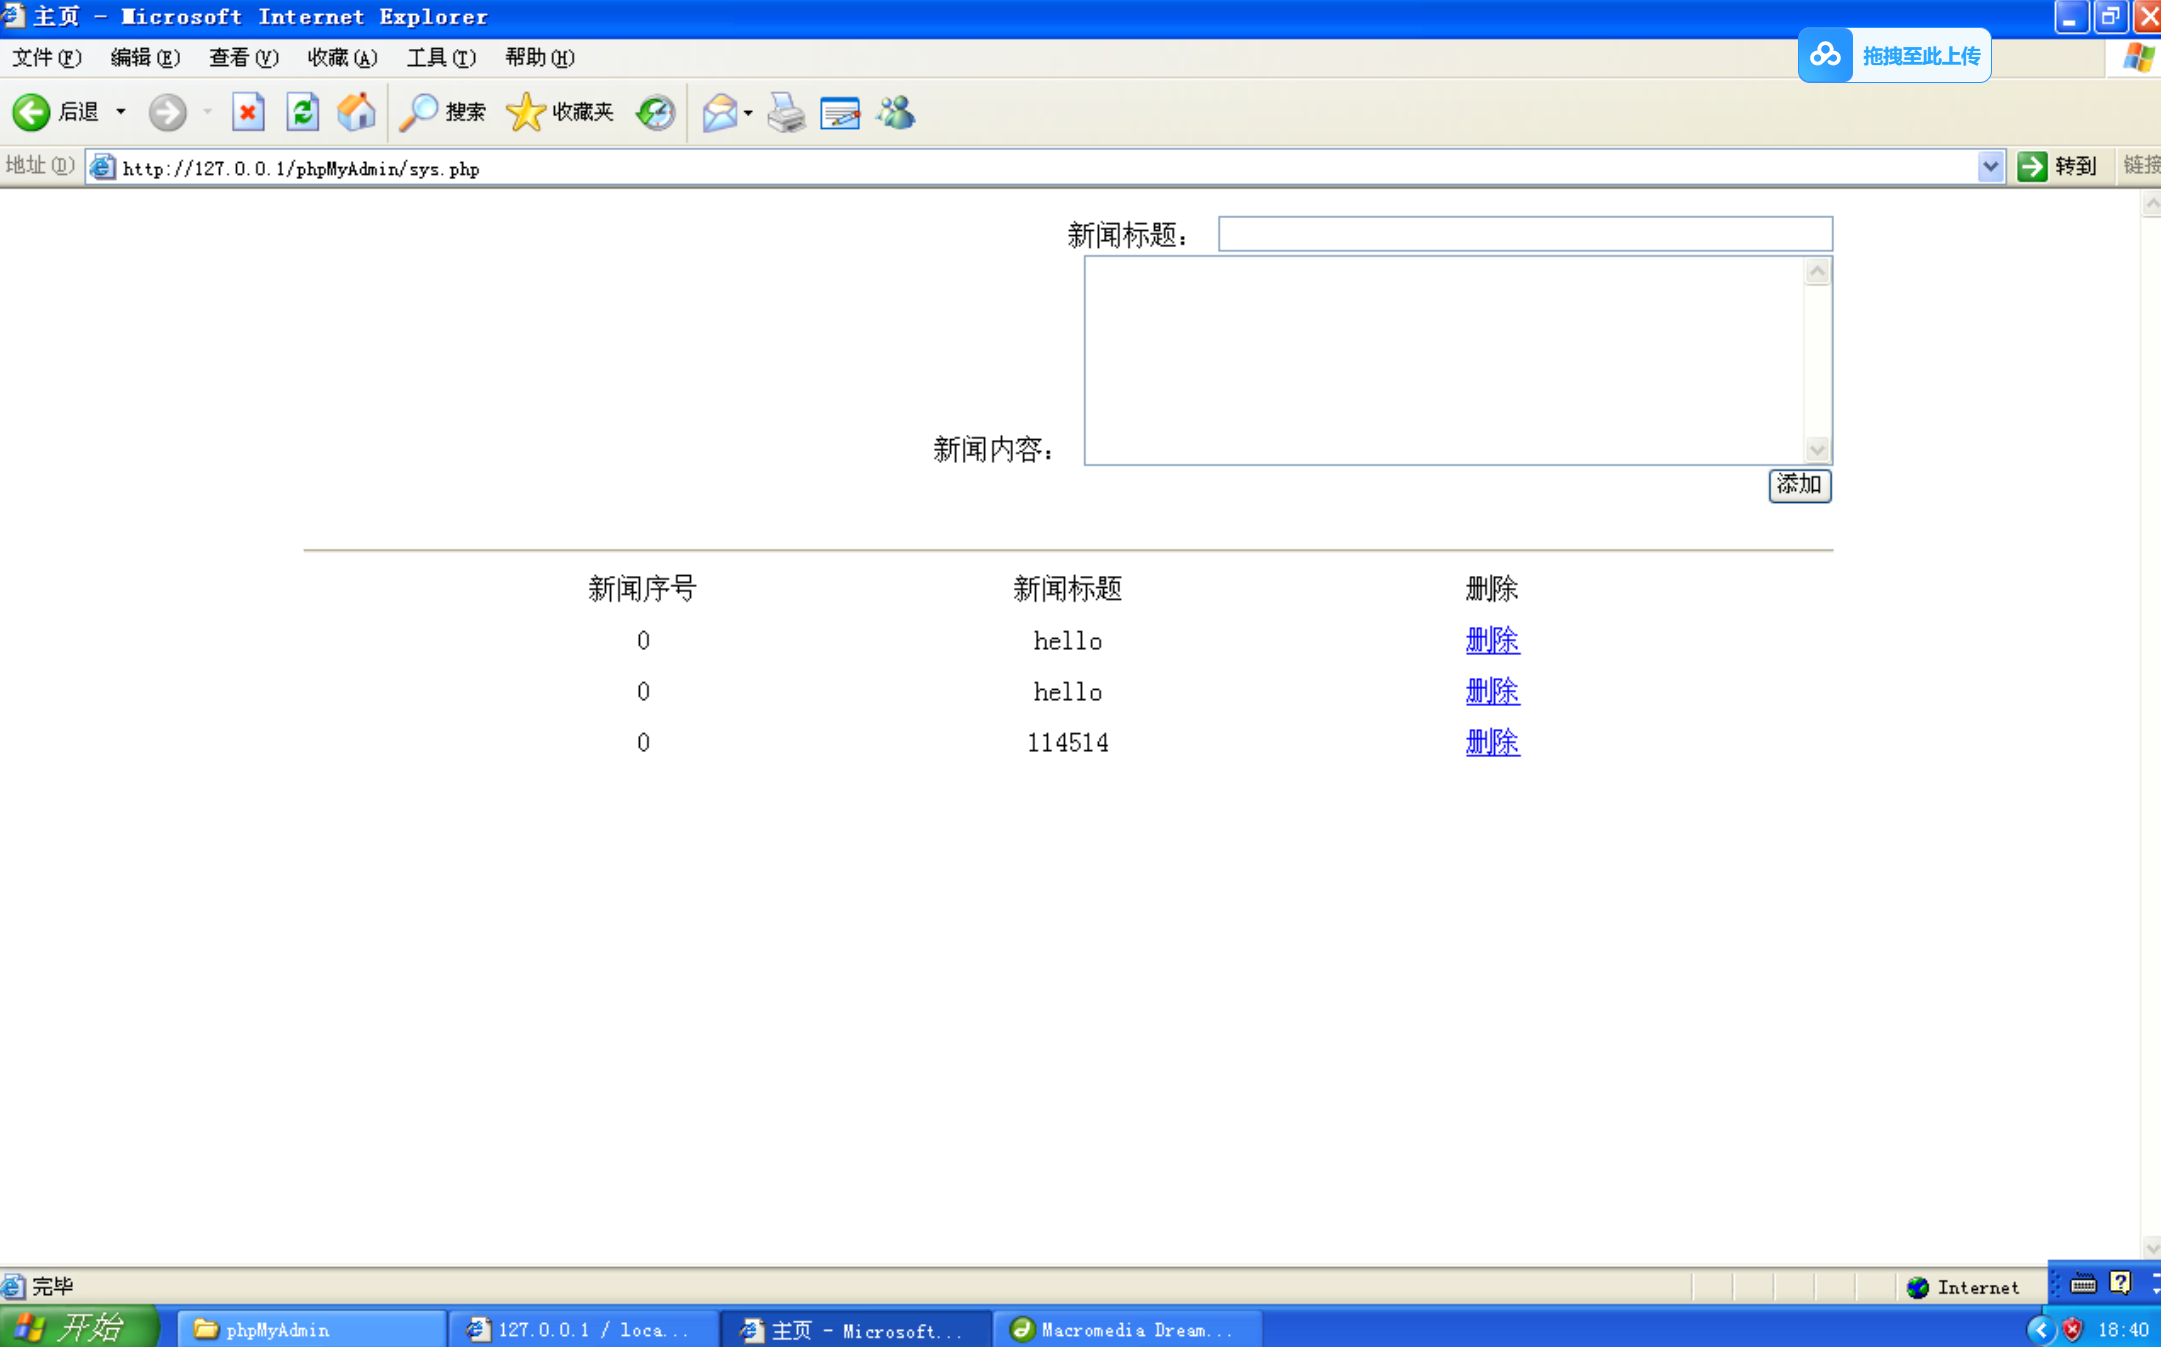 主页 - Microsoft Internet Explorer
文件(F) 编辑(E) 查看(V) 收藏(A) 工具(T) 帮助(H)
拖拽至此上传
后退 搜索 收藏夹
地址(D) http://127.0.0.1/phpMyAdmin/sys.php 转到 链接
新闻标题：
新闻内容：
添加
新闻序号 新闻标题 删除
0 hello 删除
0 hello 删除
0 114514 删除
完毕 Internet
开始 phpMyAdmin 127.0.0.1 / loca... 主页 - Microsoft... Macromedia Dream... 18:40